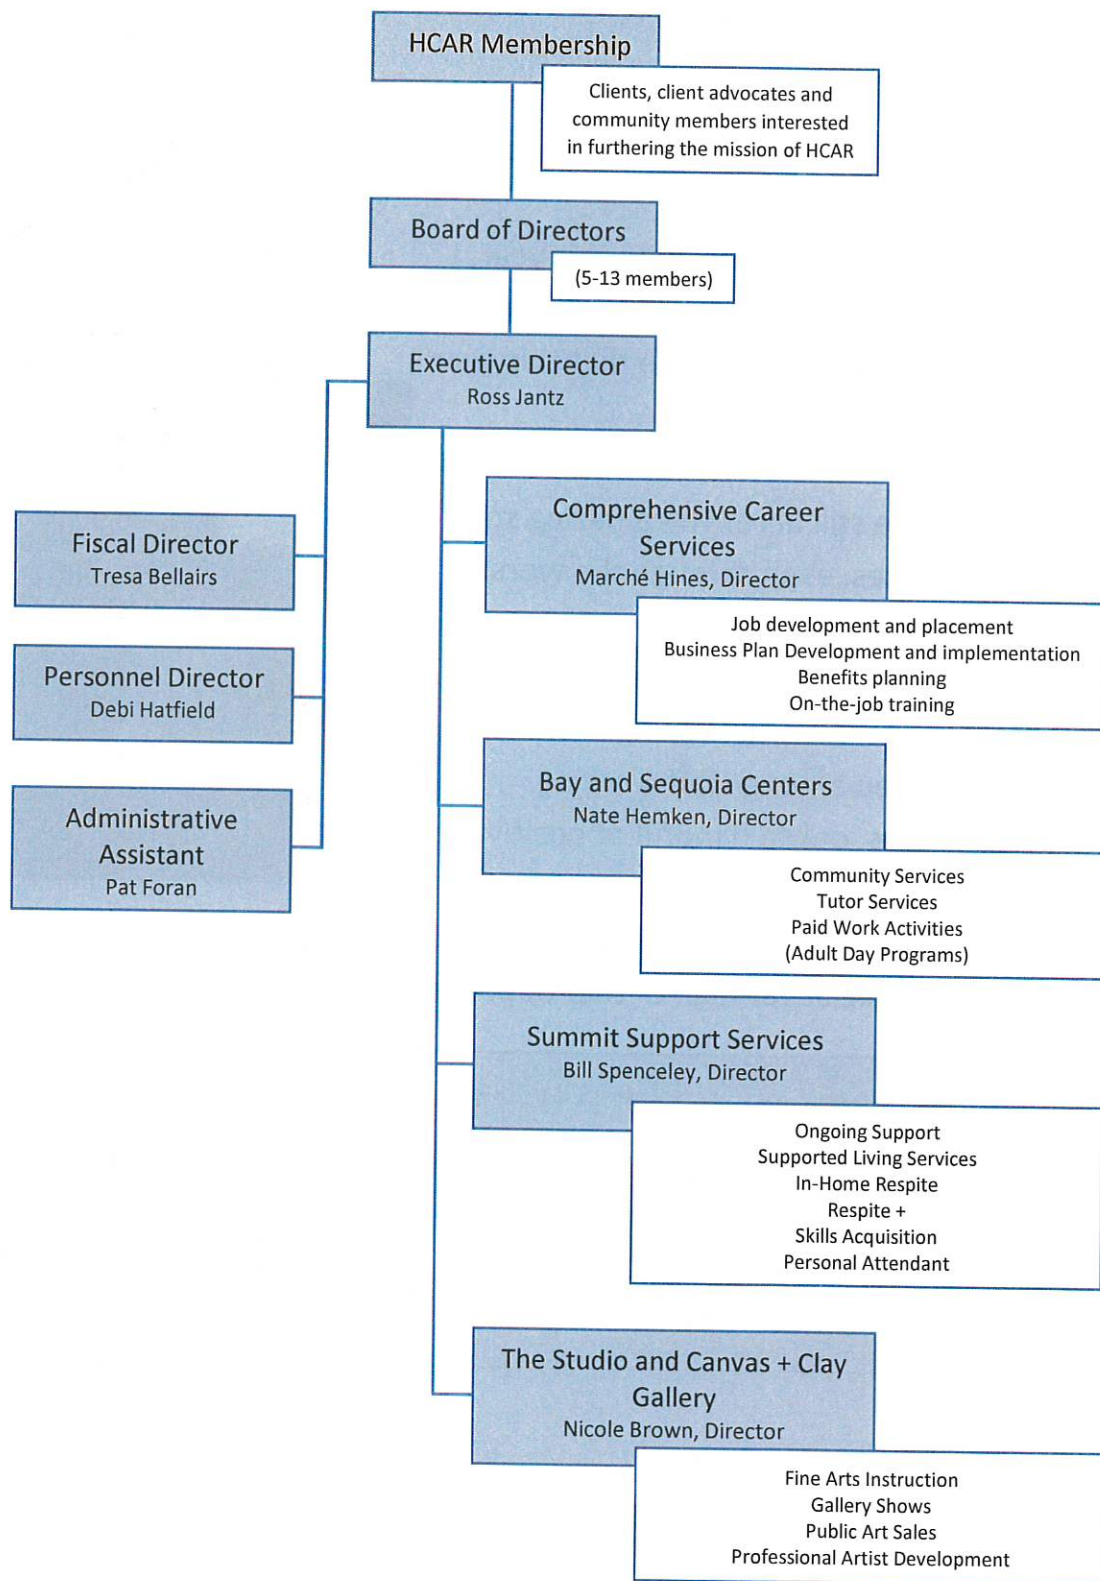 HCAR Membership
Clients, client advocates and
community members interested
in furthering the mission of HCAR
Board of Directors
(5-13 members)
Executive Director
Ross Jantz
Fiscal Director
Tresa Bellairs
Personnel Director
Debi Hatfield
Administrative
Assistant
Pat Foran
Comprehensive Career
Services
Marché Hines, Director
Job development and placement
Business Plan Development and implementation
Benefits planning
On-the-job training
Bay and Sequoia Centers
Nate Hemken, Director
Community Services
Tutor Services
Paid Work Activities
(Adult Day Programs)
Summit Support Services
Bill Spenceley, Director
Ongoing Support
Supported Living Services
In-Home Respite
Respite +
Skills Acquisition
Personal Attendant
The Studio and Canvas + Clay
Gallery
Nicole Brown, Director
Fine Arts Instruction
Gallery Shows
Public Art Sales
Professional Artist Development